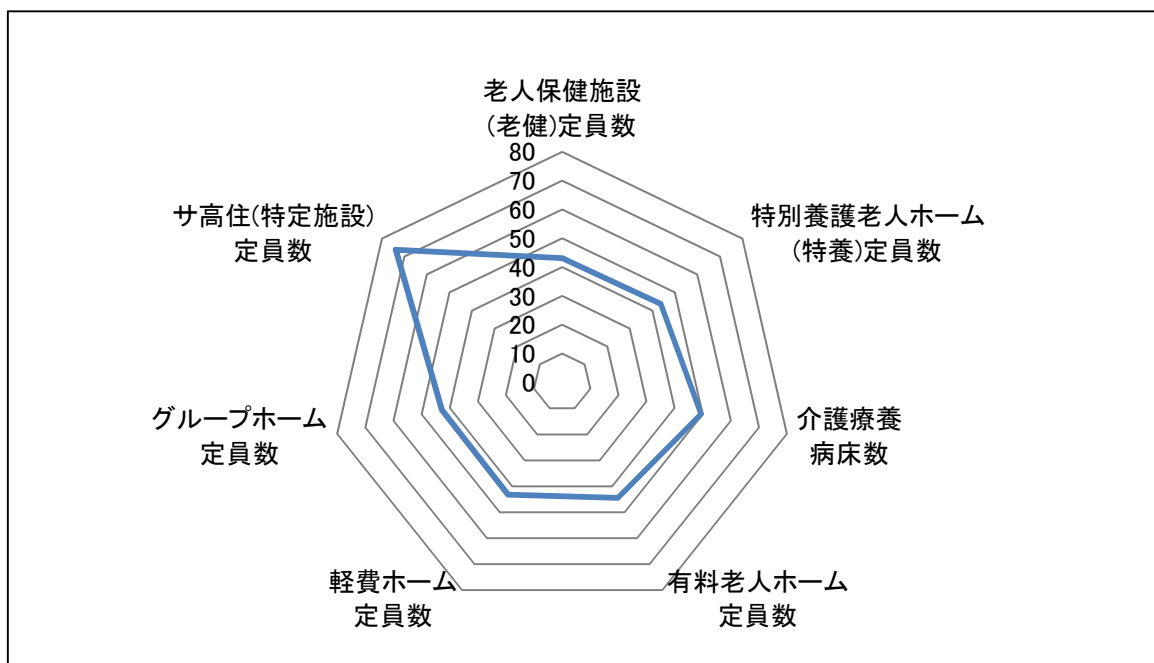 老人保健施設
(老健)定員数
80
70
60
50
40
30
20
10
0
特別養護老人ホーム
(特養)定員数
介護療養
病床数
有料老人ホーム
定員数
軽費ホーム
定員数
グループホーム
定員数
サ高住(特定施設)
定員数